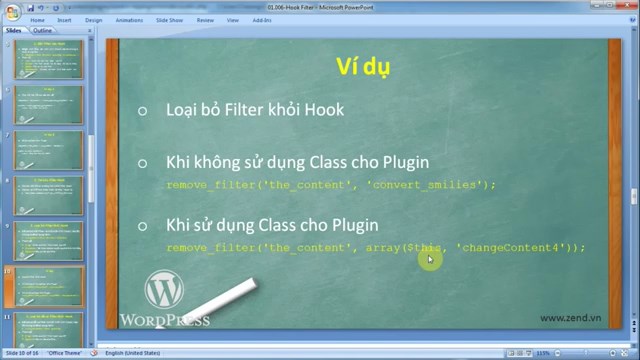 01.006-Hook Filter - Microsoft PowerPoint
Home Insert Design Animations Slide Show Review View Add-Ins
Slides Outline
Ví dụ
Loại bỏ Filter khỏi Hook
Khi không sử dụng Class cho Plugin
remove_filter('the_content', 'convert_smilies');
Khi sử dụng Class cho Plugin
remove_filter('the_content', array($this, 'changeContent4'));
WORDPRESS
www.zend.vn
10
Slide 10 of 16 "Office Theme" English (United States) 115%